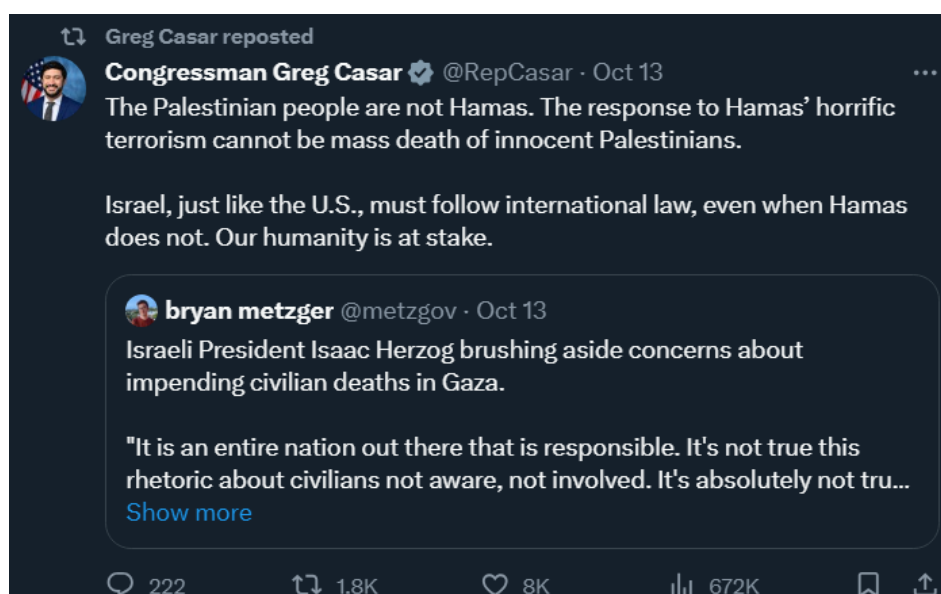 Greg Casar reposted
Congressman Greg Casar @RepCasar · Oct 13
The Palestinian people are not Hamas. The response to Hamas’ horrific
terrorism cannot be mass death of innocent Palestinians.
Israel, just like the U.S., must follow international law, even when Hamas
does not. Our humanity is at stake.
bryan metzger @metzgov · Oct 13
Israeli President Isaac Herzog brushing aside concerns about
impending civilian deaths in Gaza.
"It is an entire nation out there that is responsible. It's not true this
rhetoric about civilians not aware, not involved. It's absolutely not tru...
Show more
222 1.8K 8K 672K